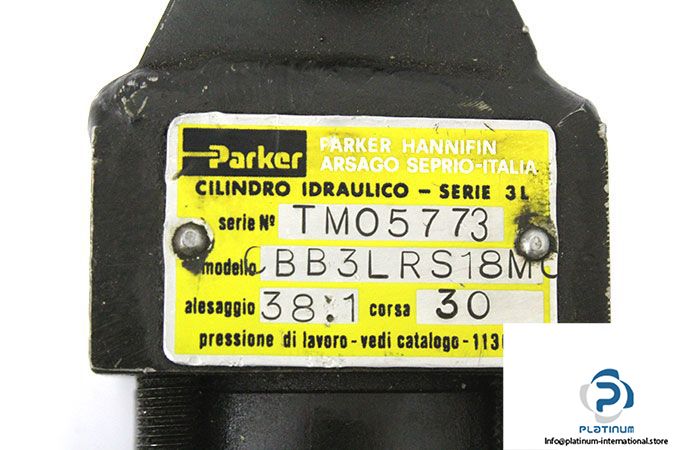 Parker
PARKER HANNIFIN
ARSAGO SEPRIO-ITALIA
CILINDRO IDRAULICO - SERIE 3L
serie Nº TM05773
modello CBB3LRS18MC
alesaggio 38:1 corsa 30
pressione di lavoro - vedi catalogo -
PLATINUM
info@platinum-international.store